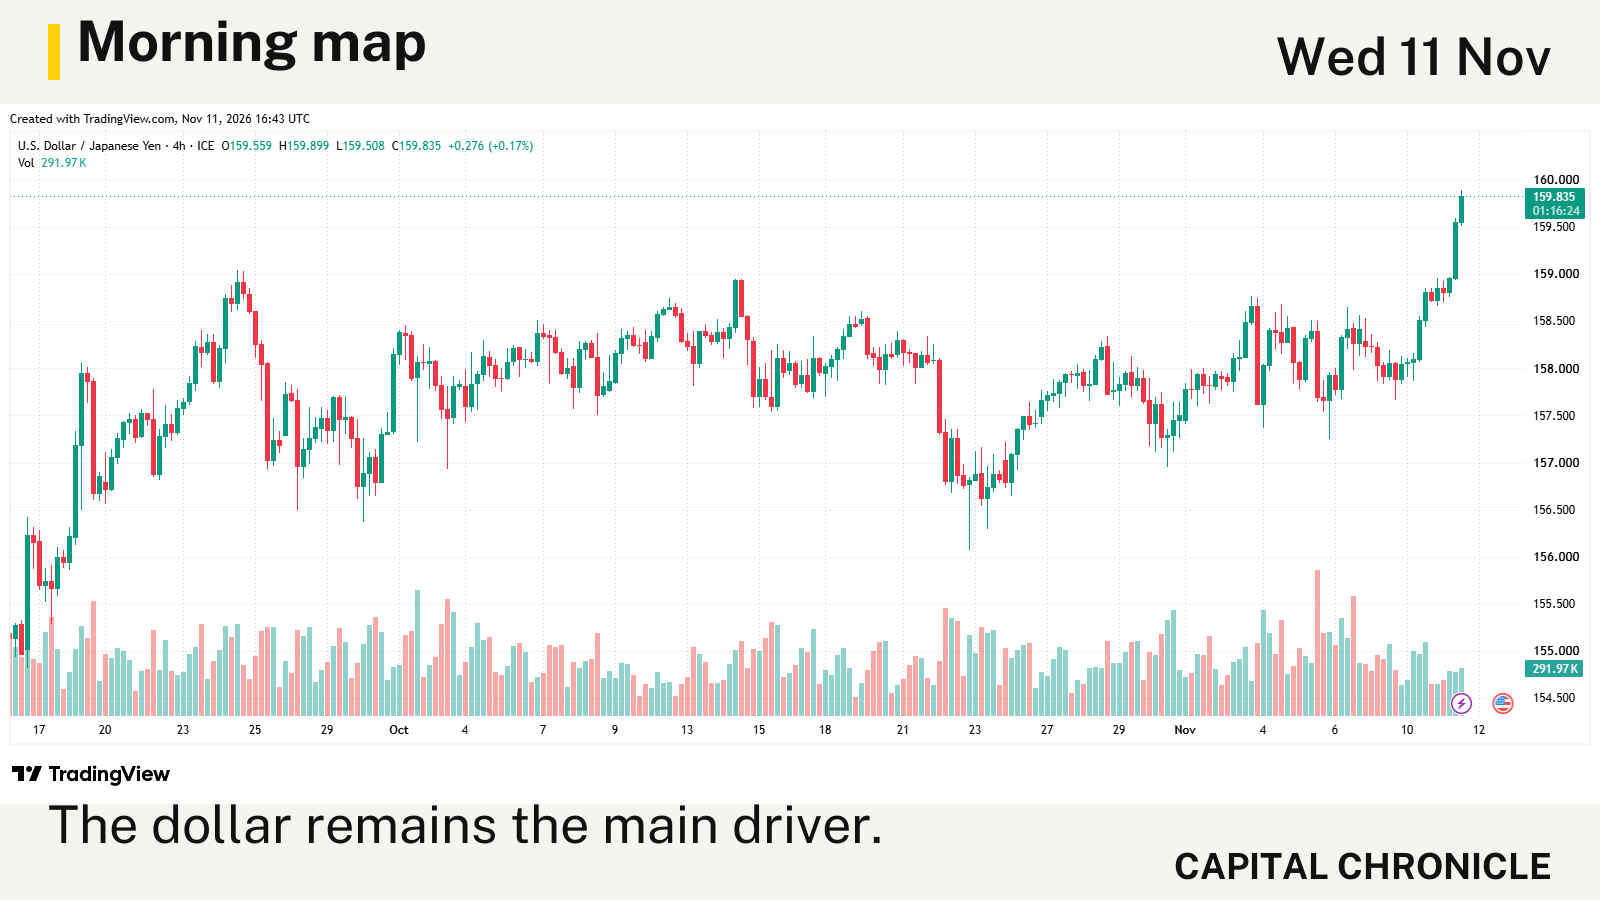 Morning map
Wed 11 Nov
Created with TradingView.com, Nov 11, 2026 16:43 UTC
U.S. Dollar / Japanese Yen · 4h · ICE O159.559 H159.899 L159.508 C159.835 +0.276 (+0.17%)
Vol 291.97 K
160.000
159.835
01:16:24
159.500
159.000
158.500
158.000
157.500
157.000
156.500
156.000
155.500
155.000
291.97 K
154.500
17 20 23 25 29 Oct 4 7 9 13 15 18 21 23 27 29 Nov 4 6 10 12
TradingView
The dollar remains the main driver.
CAPITAL CHRONICLE